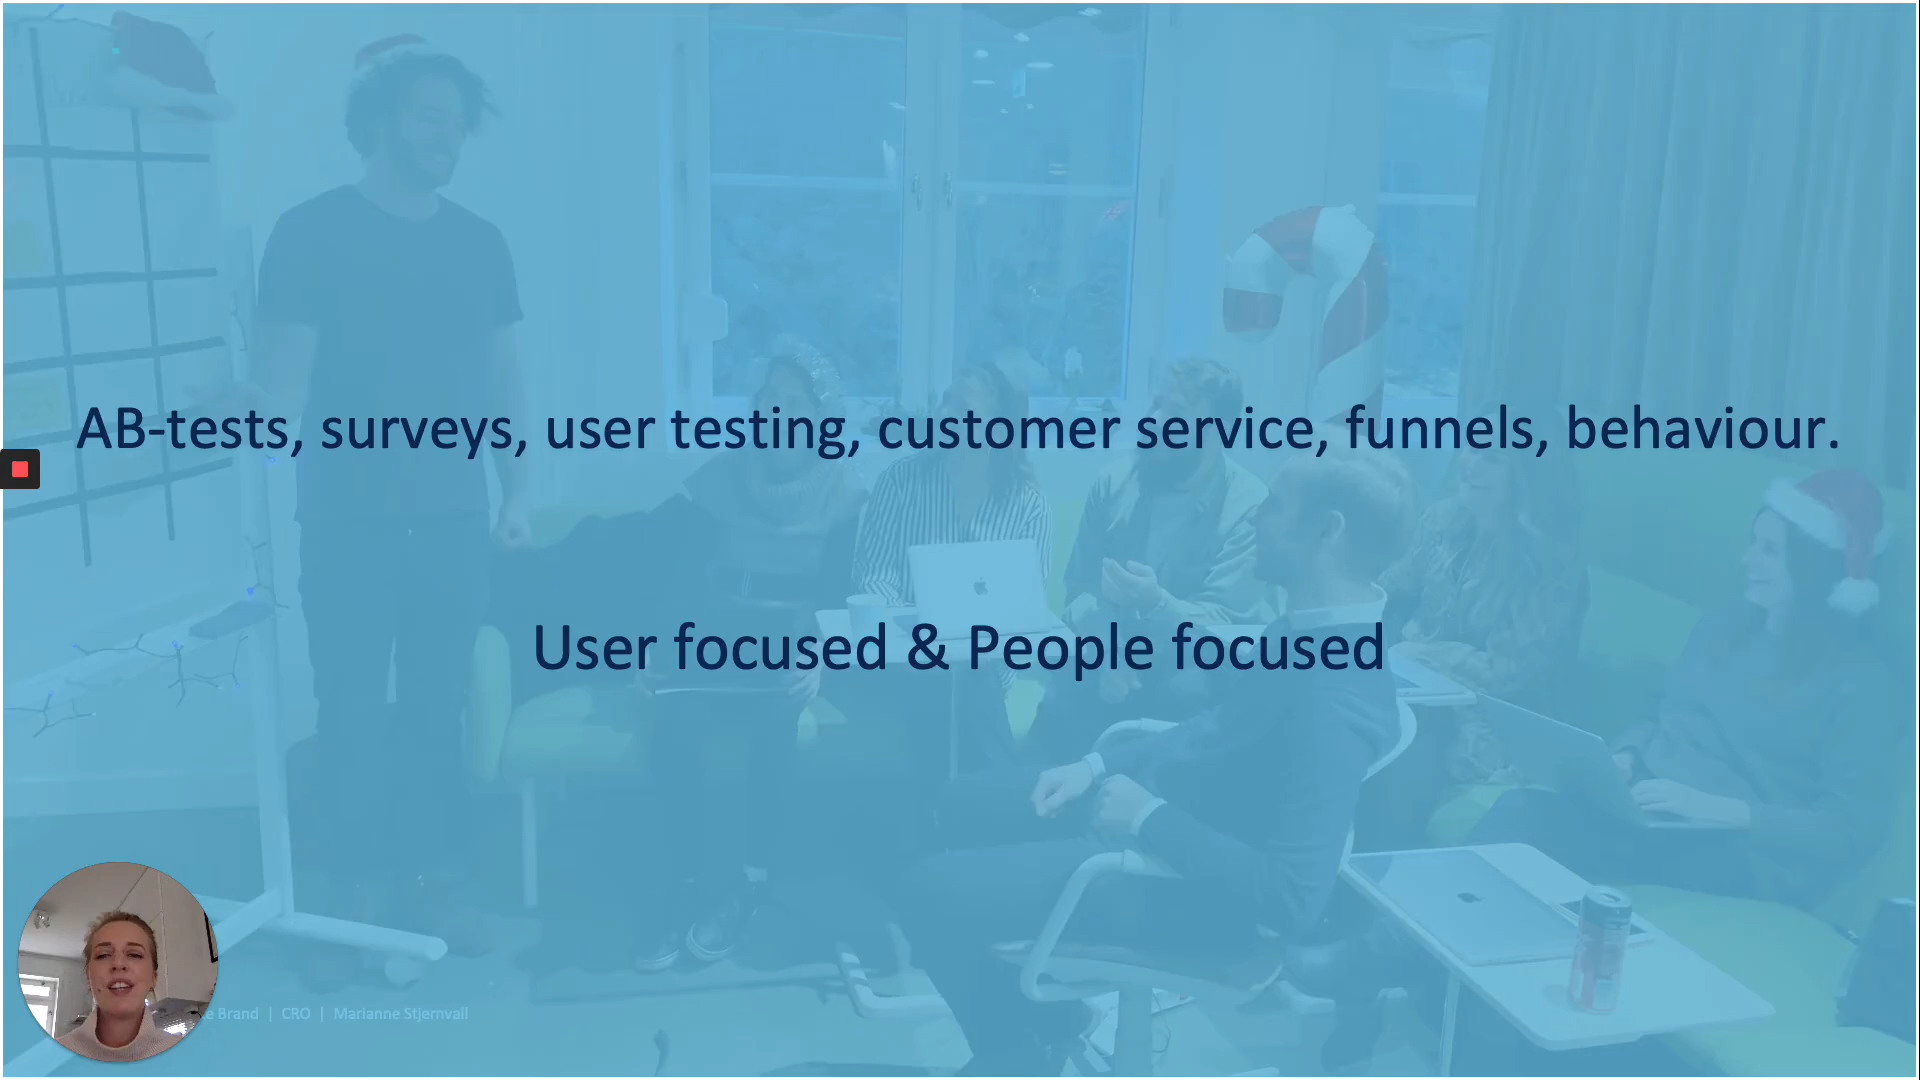 AB-tests, surveys, user testing, customer service, funnels, behaviour.
User focused & People focused
Brand | CRO | Marianne Stjernvall